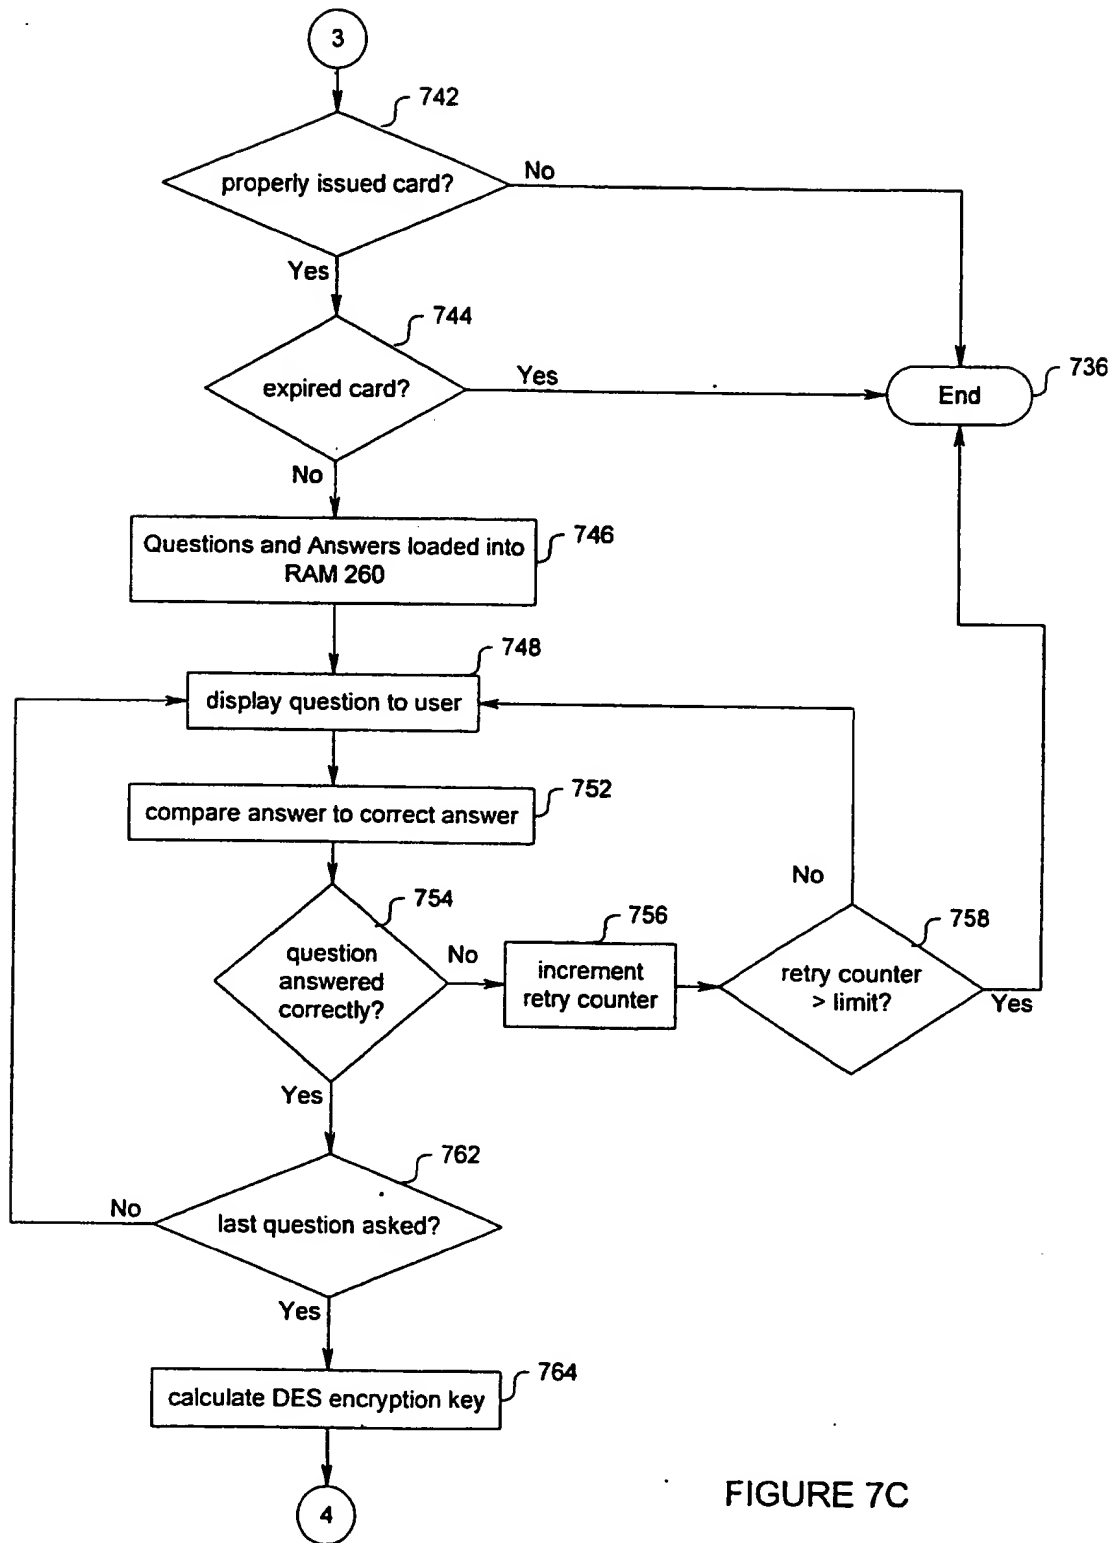 3
742
properly issued card?
No
Yes
744
expired card?
Yes
No
736
End
Questions and Answers loaded into
RAM 260
746
748
display question to user
752
compare answer to correct answer
754
question
answered
correctly?
No
756
increment
retry counter
No
758
retry counter
> limit?
Yes
Yes
762
last question asked?
No
Yes
764
calculate DES encryption key
4
FIGURE 7C